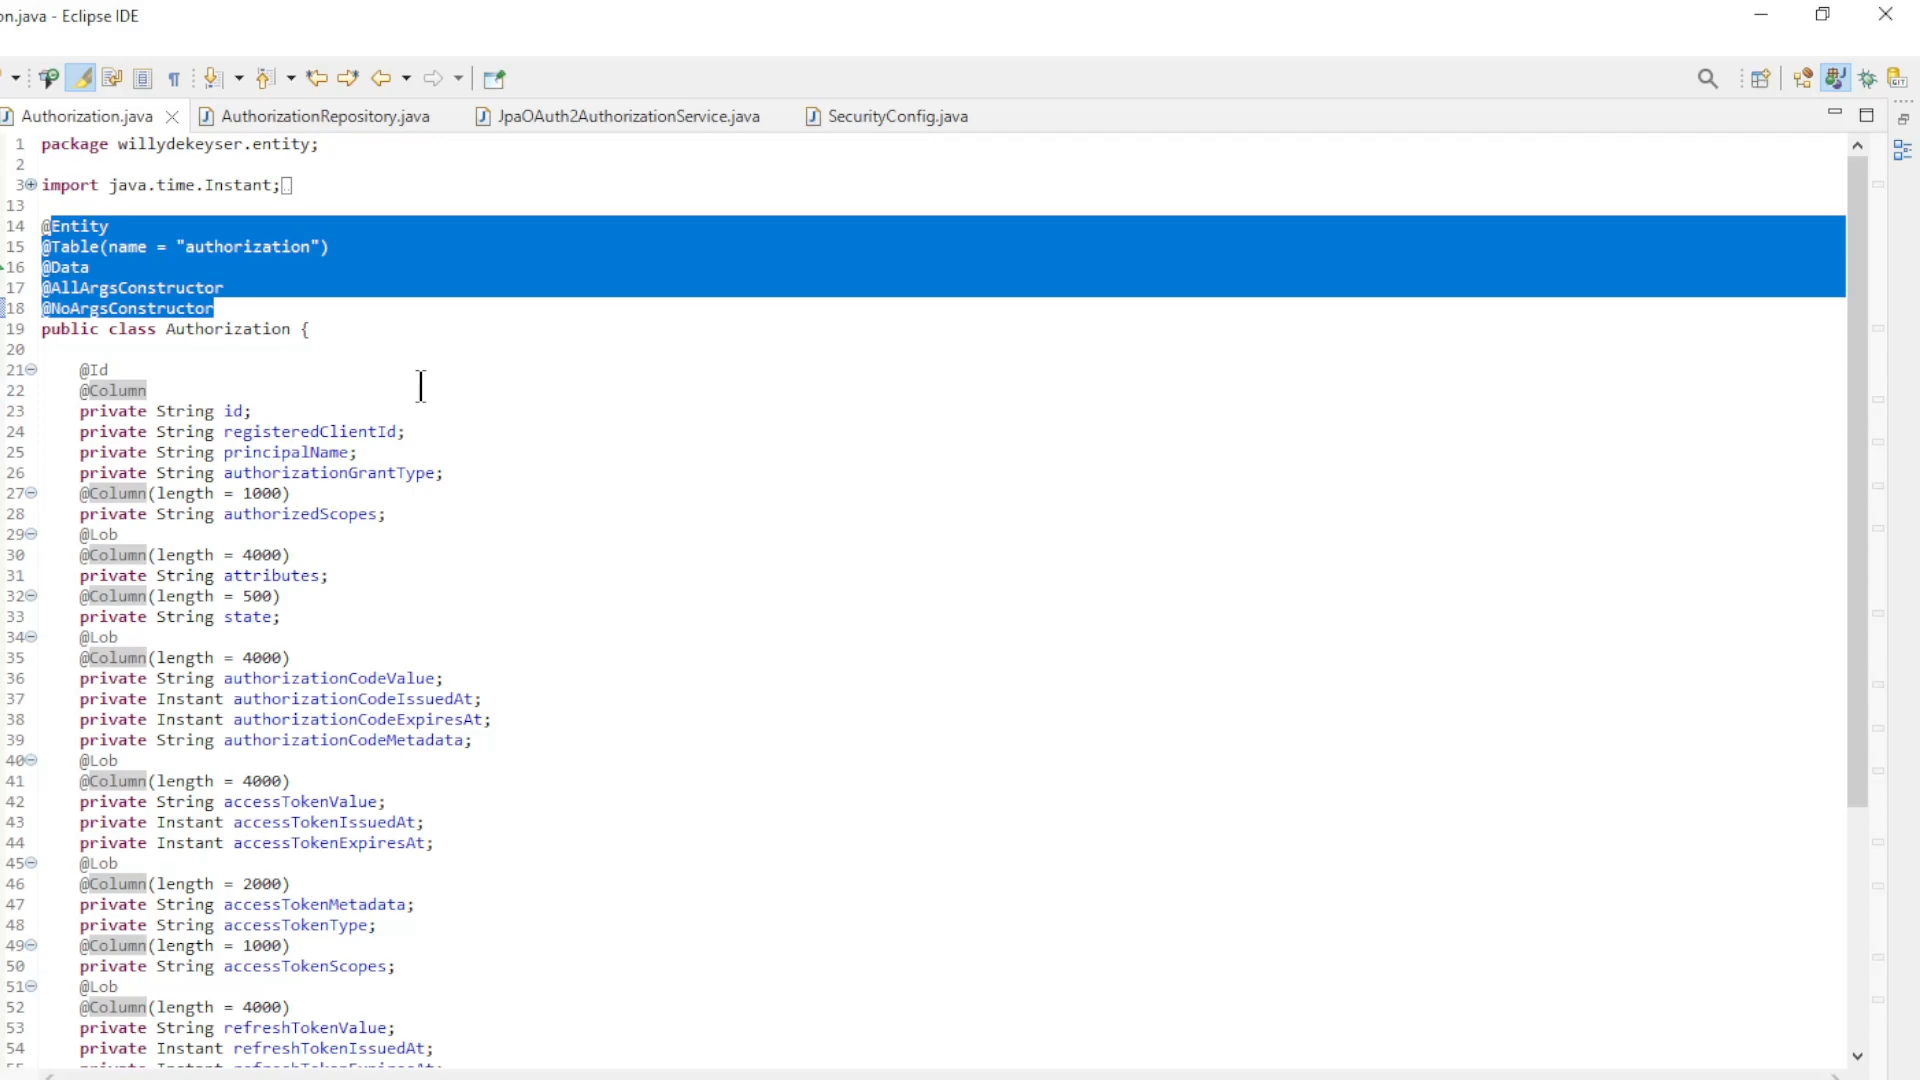 on.java - Eclipse IDE
Authorization.java
AuthorizationRepository.java
JpaOAuth2AuthorizationService.java
SecurityConfig.java
1 package willydekeyser.entity;
2
3 import java.time.Instant;
13
14 @Entity
15 @Table(name = "authorization")
16 @Data
17 @AllArgsConstructor
18 @NoArgsConstructor
19 public class Authorization {
20
21 @Id
22 @Column
23 private String id;
24 private String registeredClientId;
25 private String principalName;
26 private String authorizationGrantType;
27 @Column(length = 1000)
28 private String authorizedScopes;
29 @Lob
30 @Column(length = 4000)
31 private String attributes;
32 @Column(length = 500)
33 private String state;
34 @Lob
35 @Column(length = 4000)
36 private String authorizationCodeValue;
37 private Instant authorizationCodeIssuedAt;
38 private Instant authorizationCodeExpiresAt;
39 private String authorizationCodeMetadata;
40 @Lob
41 @Column(length = 4000)
42 private String accessTokenValue;
43 private Instant accessTokenIssuedAt;
44 private Instant accessTokenExpiresAt;
45 @Lob
46 @Column(length = 2000)
47 private String accessTokenMetadata;
48 private String accessTokenType;
49 @Column(length = 1000)
50 private String accessTokenScopes;
51 @Lob
52 @Column(length = 4000)
53 private String refreshTokenValue;
54 private Instant refreshTokenIssuedAt;